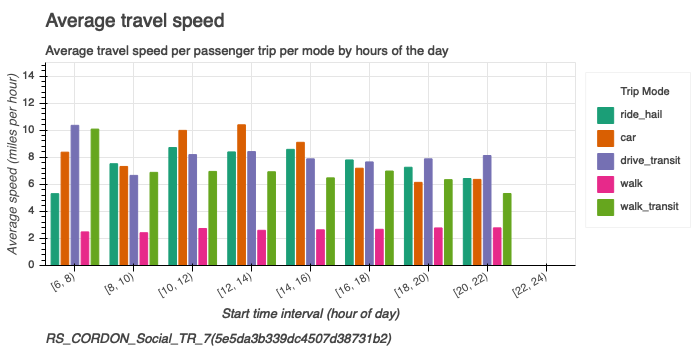 Average travel speed
Average travel speed per passenger trip per mode by hours of the day
Average speed (miles per hour)
14
12
10
8
6
4
2
0
[6, 8)
[8, 10)
[10, 12)
[12, 14)
[14, 16)
[16, 18)
[18, 20)
[20, 22)
[22, 24)
Start time interval (hour of day)
Trip Mode
ride_hail
car
drive_transit
walk
walk_transit
RS_CORDON_Social_TR_7(5e5da3b339dc4507d38731b2)